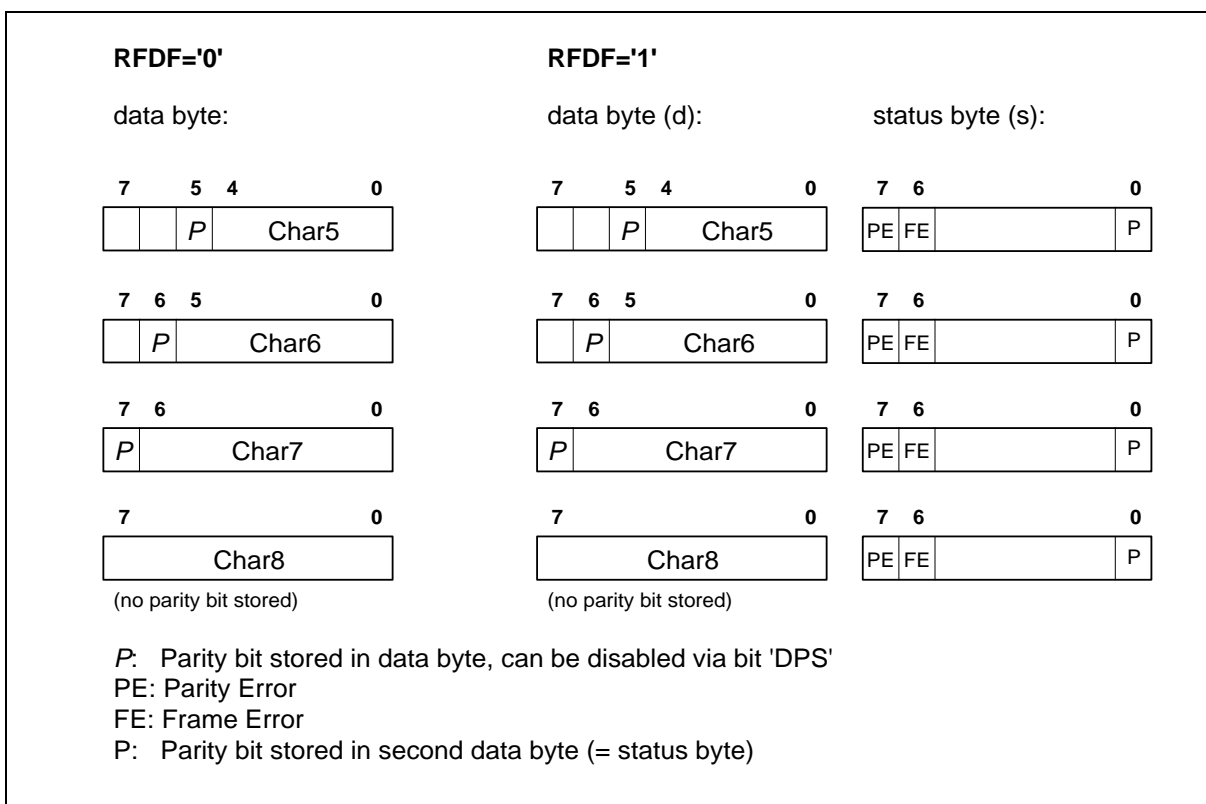 RFDF='0' RFDF='1'
data byte: data byte (d): status byte (s):
7 5 4 0 7 5 4 0 7 6 0
P Char5 P Char5 PE FE P
7 6 5 0 7 6 5 0 7 6 0
P Char6 P Char6 PE FE P
7 6 0 7 6 0 7 6 0
P Char7 P Char7 PE FE P
7 0 7 0 7 6 0
Char8 Char8 PE FE P
(no parity bit stored) (no parity bit stored)
P: Parity bit stored in data byte, can be disabled via bit 'DPS'
PE: Parity Error
FE: Frame Error
P: Parity bit stored in second data byte (= status byte)